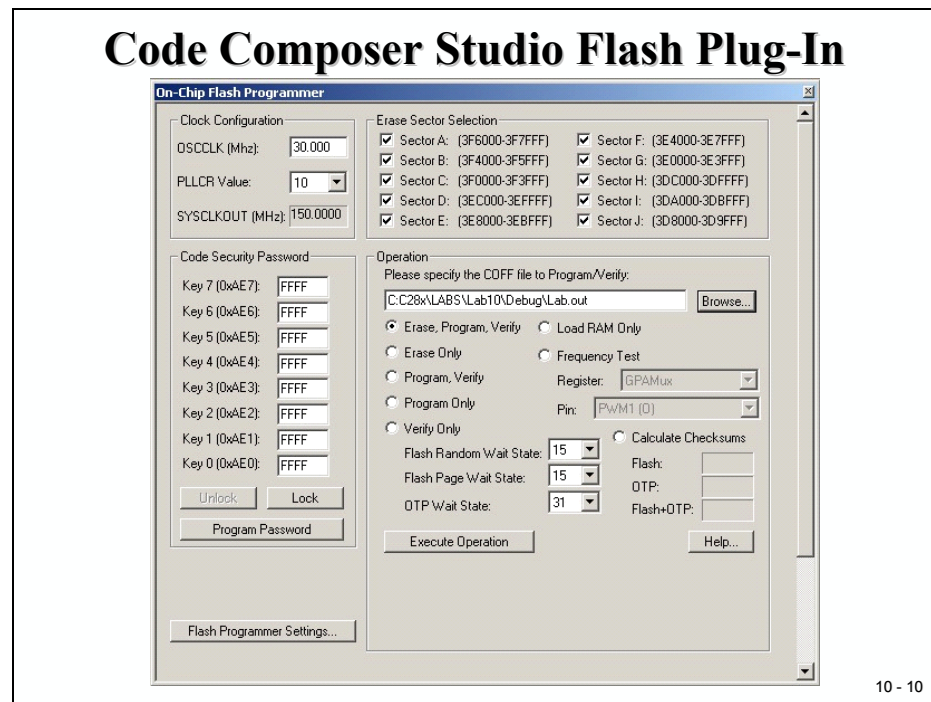 Code Composer Studio Flash Plug-In
On-Chip Flash Programmer
Clock Configuration
OSCCLK (Mhz): 30.000
PLLCR Value: 10
SYSCLKOUT (MHz): 150.0000
Erase Sector Selection
Sector A: (3F6000-3F7FFF) Sector F: (3E4000-3E7FFF)
Sector B: (3F4000-3F5FFF) Sector G: (3E0000-3E3FFF)
Sector C: (3F0000-3F3FFF) Sector H: (3DC000-3DFFFF)
Sector D: (3EC000-3EFFFF) Sector I: (3DA000-3DBFFF)
Sector E: (3E8000-3EBFFF) Sector J: (3D8000-3D9FFF)
Code Security Password
Key 7 (0xAE7): FFFF
Key 6 (0xAE6): FFFF
Key 5 (0xAE5): FFFF
Key 4 (0xAE4): FFFF
Key 3 (0xAE3): FFFF
Key 2 (0xAE2): FFFF
Key 1 (0xAE1): FFFF
Key 0 (0xAE0): FFFF
Unlock Lock
Program Password
Flash Programmer Settings...
Operation
Please specify the COFF file to Program/Verify:
C:C28x\LABS\Lab10\Debug\Lab.out Browse...
Erase, Program, Verify Load RAM Only
Erase Only Frequency Test
Program, Verify Register: GPAMux
Program Only Pin: PWM1 (0)
Verify Only Calculate Checksums
Flash Random Wait State: 15 Flash:
Flash Page Wait State: 15 OTP:
OTP Wait State: 31 Flash+OTP:
Execute Operation Help...
10 - 10